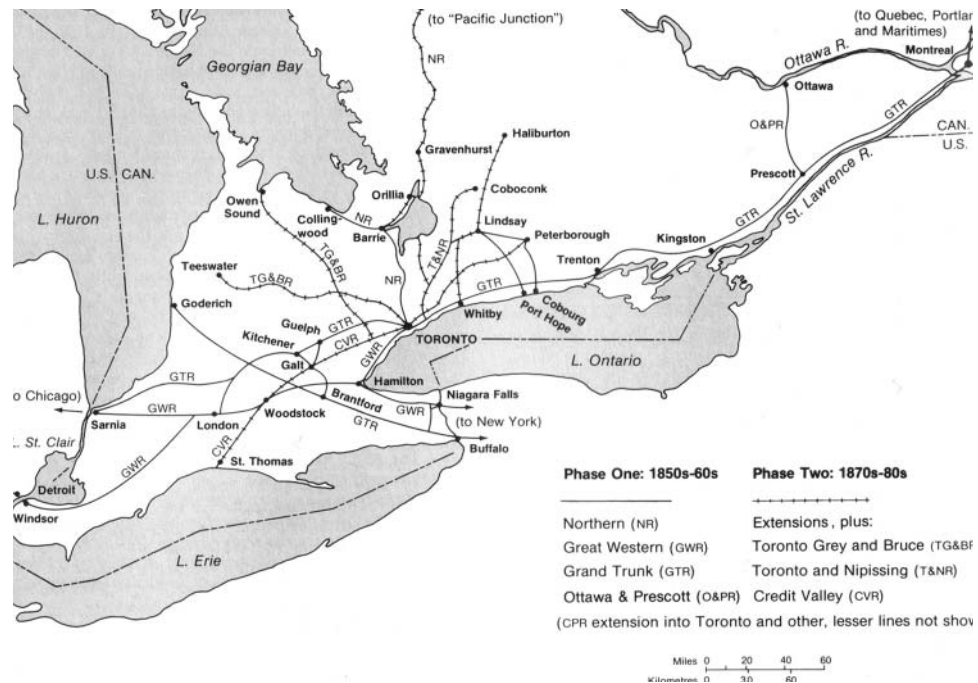 (to "Pacific Junction")
(to Quebec, Portlan
and Maritimes)
Montreal
Ottawa R.
Georgian Bay
NR
Ottawa
GTR
Haliburton
O&PR
CAN.
U.S.
Gravenhurst
U.S. CAN.
Orillia
Coboconk
Prescott
St. Lawrence R.
Owen
Sound
L. Huron
Colling-
wood
NR
Barrie
Lindsay
T&NR
Peterborough
GTR
Kingston
Trenton
TG&BR
Teeswater
TG&BR
NR
GTR
Goderich
Whitby
Cobourg
Port Hope
Guelph
GTR
Kitchener
CVR
TORONTO
Galt
GWR
L. Ontario
GTR
Hamilton
o Chicago)
Brantford
Niagara Falls
GWR
GWR
Sarnia
London
Woodstock
GTR
(to New York)
L. St. Clair
GWR
CVR
Buffalo
St. Thomas
Detroit
Windsor
L. Erie
Phase One: 1850s-60s
Phase Two: 1870s-80s
Northern (NR)
Extensions, plus:
Great Western (GWR)
Toronto Grey and Bruce (TG&BR
Grand Trunk (GTR)
Toronto and Nipissing (T&NR)
Ottawa & Prescott (O&PR)
Credit Valley (CVR)
(CPR extension into Toronto and other, lesser lines not show
Miles 0 20 40 60
Kilometres 0 30 60